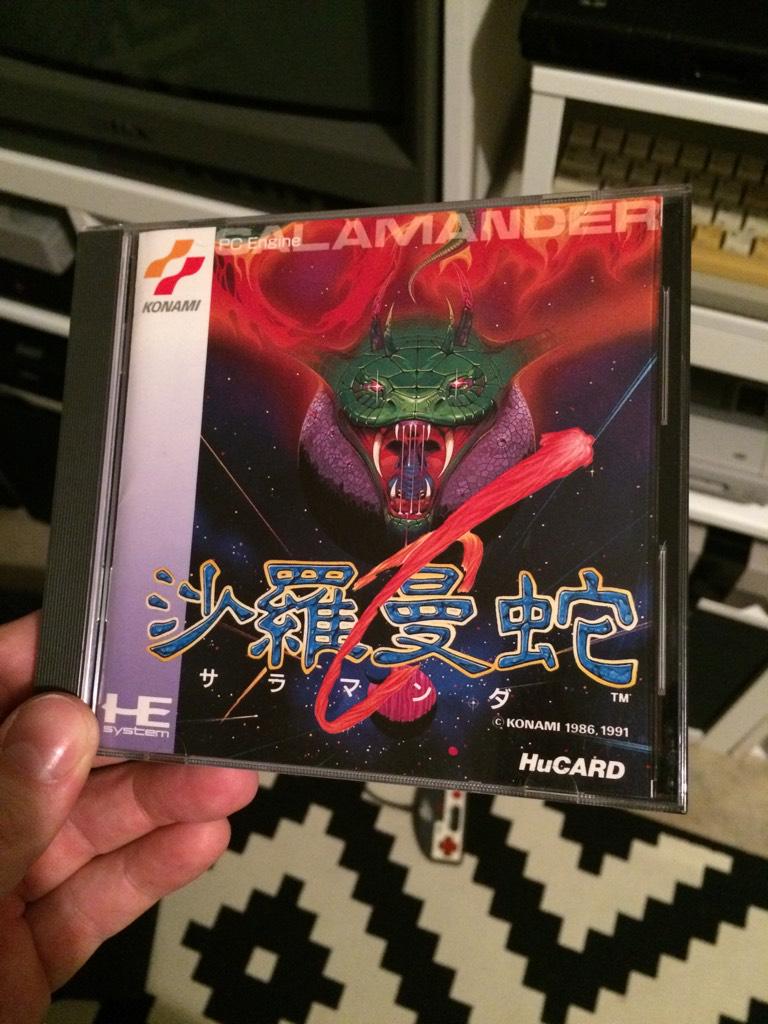 SALAMANDER
PC Engine
KONAMI
沙羅曼蛇
サラマンダ
TM
© KONAMI 1986, 1991
HE
system
HuCARD